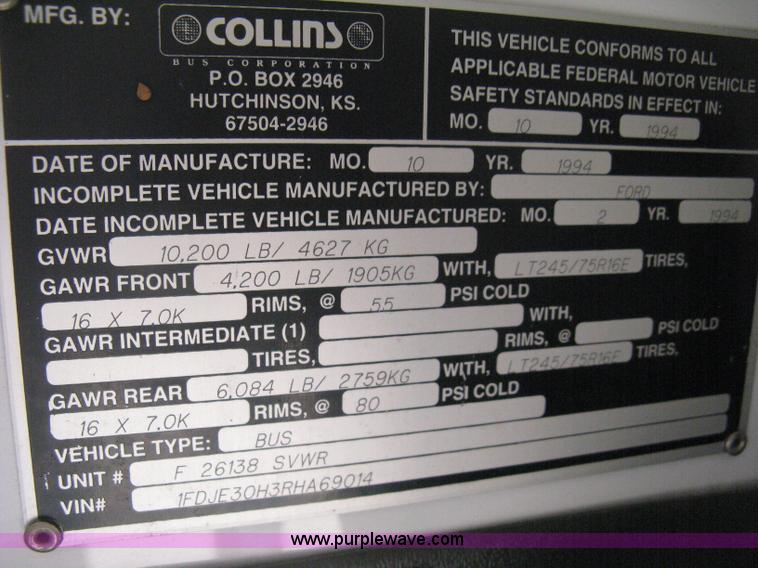 MFG. BY:
COLLINS
BUS CORPORATION
P.O. BOX 2946
HUTCHINSON, KS.
67504-2946
THIS VEHICLE CONFORMS TO ALL
APPLICABLE FEDERAL MOTOR VEHICLE
SAFETY STANDARDS IN EFFECT IN:
MO. 10 YR. 1994
DATE OF MANUFACTURE: MO. 10 YR. 1994
INCOMPLETE VEHICLE MANUFACTURED BY: FORD
DATE INCOMPLETE VEHICLE MANUFACTURED: MO. 2 YR. 1994
GVWR 10,200 LB/ 4627 KG
GAWR FRONT 4,200 LB/ 1905KG WITH, LT245/75R16E TIRES,
16 X 7.0K RIMS, @ 55 PSI COLD
GAWR INTERMEDIATE (1) WITH,
TIRES, RIMS, @ PSI COLD
GAWR REAR 6,084 LB/ 2759KG WITH, LT245/75R16E TIRES,
16 X 7.0K RIMS, @ 80 PSI COLD
VEHICLE TYPE: BUS
UNIT # F 26138 SVWR
VIN# 1FDJE30H3RHA69014
www.purplewave.com